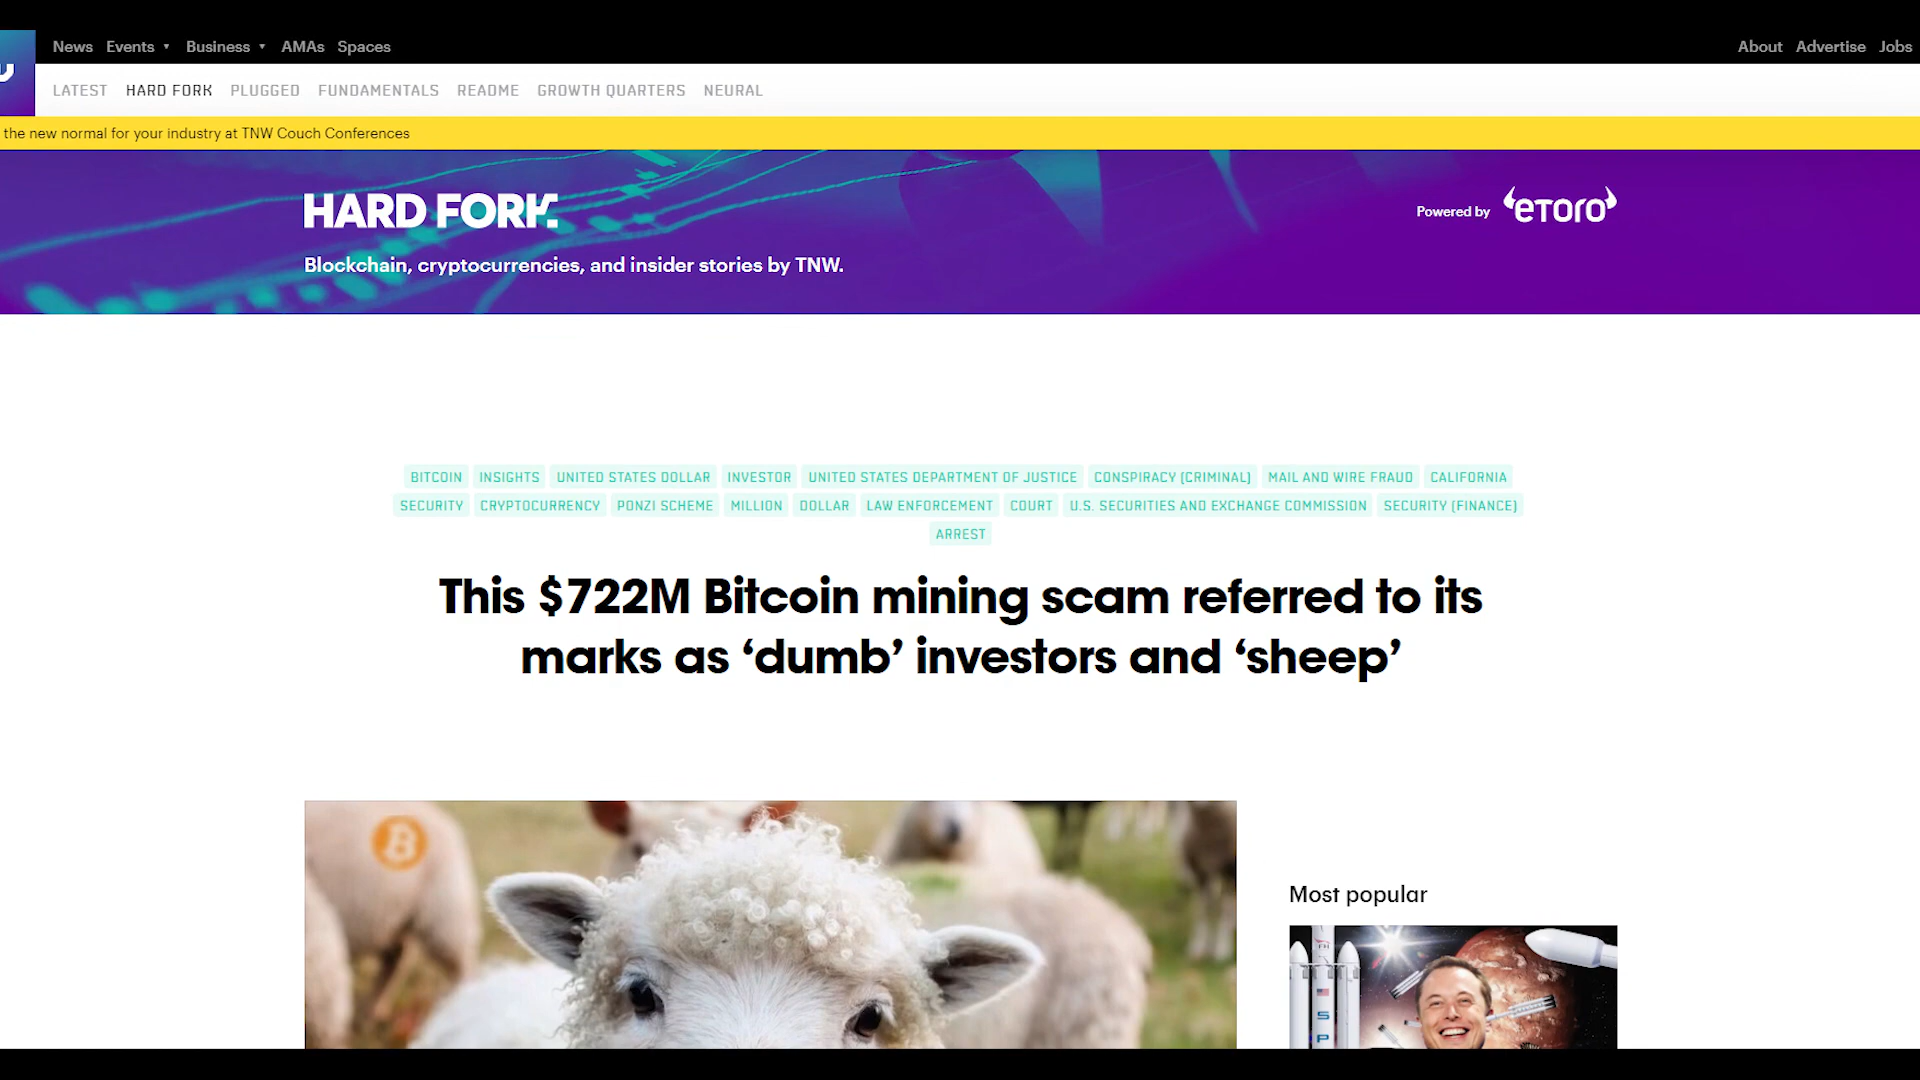 News Events Business AMAs Spaces About Advertise Jobs
LATEST HARD FORK PLUGGED FUNDAMENTALS README GROWTH QUARTERS NEURAL
the new normal for your industry at TNW Couch Conferences
HARD FORK.
Powered by eToro
Blockchain, cryptocurrencies, and insider stories by TNW.
BITCOIN INSIGHTS UNITED STATES DOLLAR INVESTOR UNITED STATES DEPARTMENT OF JUSTICE CONSPIRACY (CRIMINAL) MAIL AND WIRE FRAUD CALIFORNIA
SECURITY CRYPTOCURRENCY PONZI SCHEME MILLION DOLLAR LAW ENFORCEMENT COURT U.S. SECURITIES AND EXCHANGE COMMISSION SECURITY (FINANCE)
ARREST
This $722M Bitcoin mining scam referred to its
marks as ‘dumb’ investors and ‘sheep’
Most popular
S
P